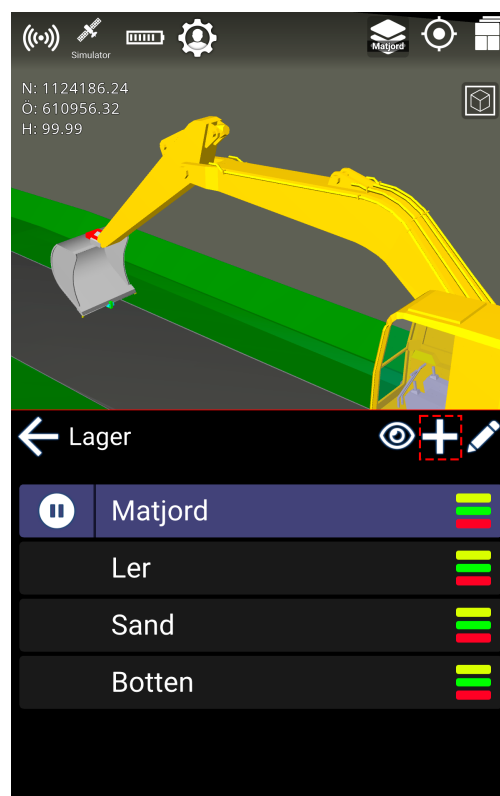 Simulator
Matjord
N: 1124186.24
Ö: 610956.32
H: 99.99
Lager
Matjord
Ler
Sand
Botten